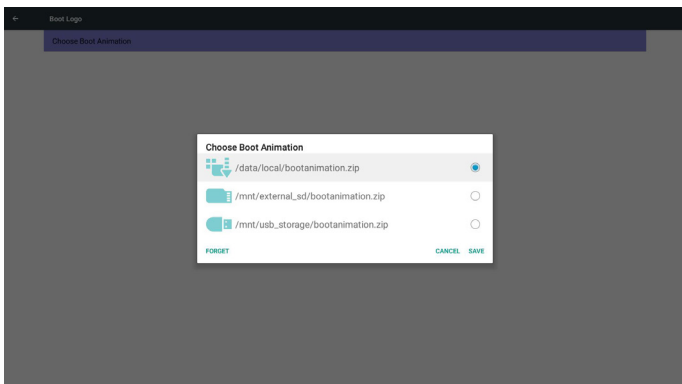 Boot Logo
Choose Boot Animation
Choose Boot Animation
/data/local/bootanimation.zip
/mnt/external_sd/bootanimation.zip
/mnt/usb_storage/bootanimation.zip
FORGET CANCEL SAVE